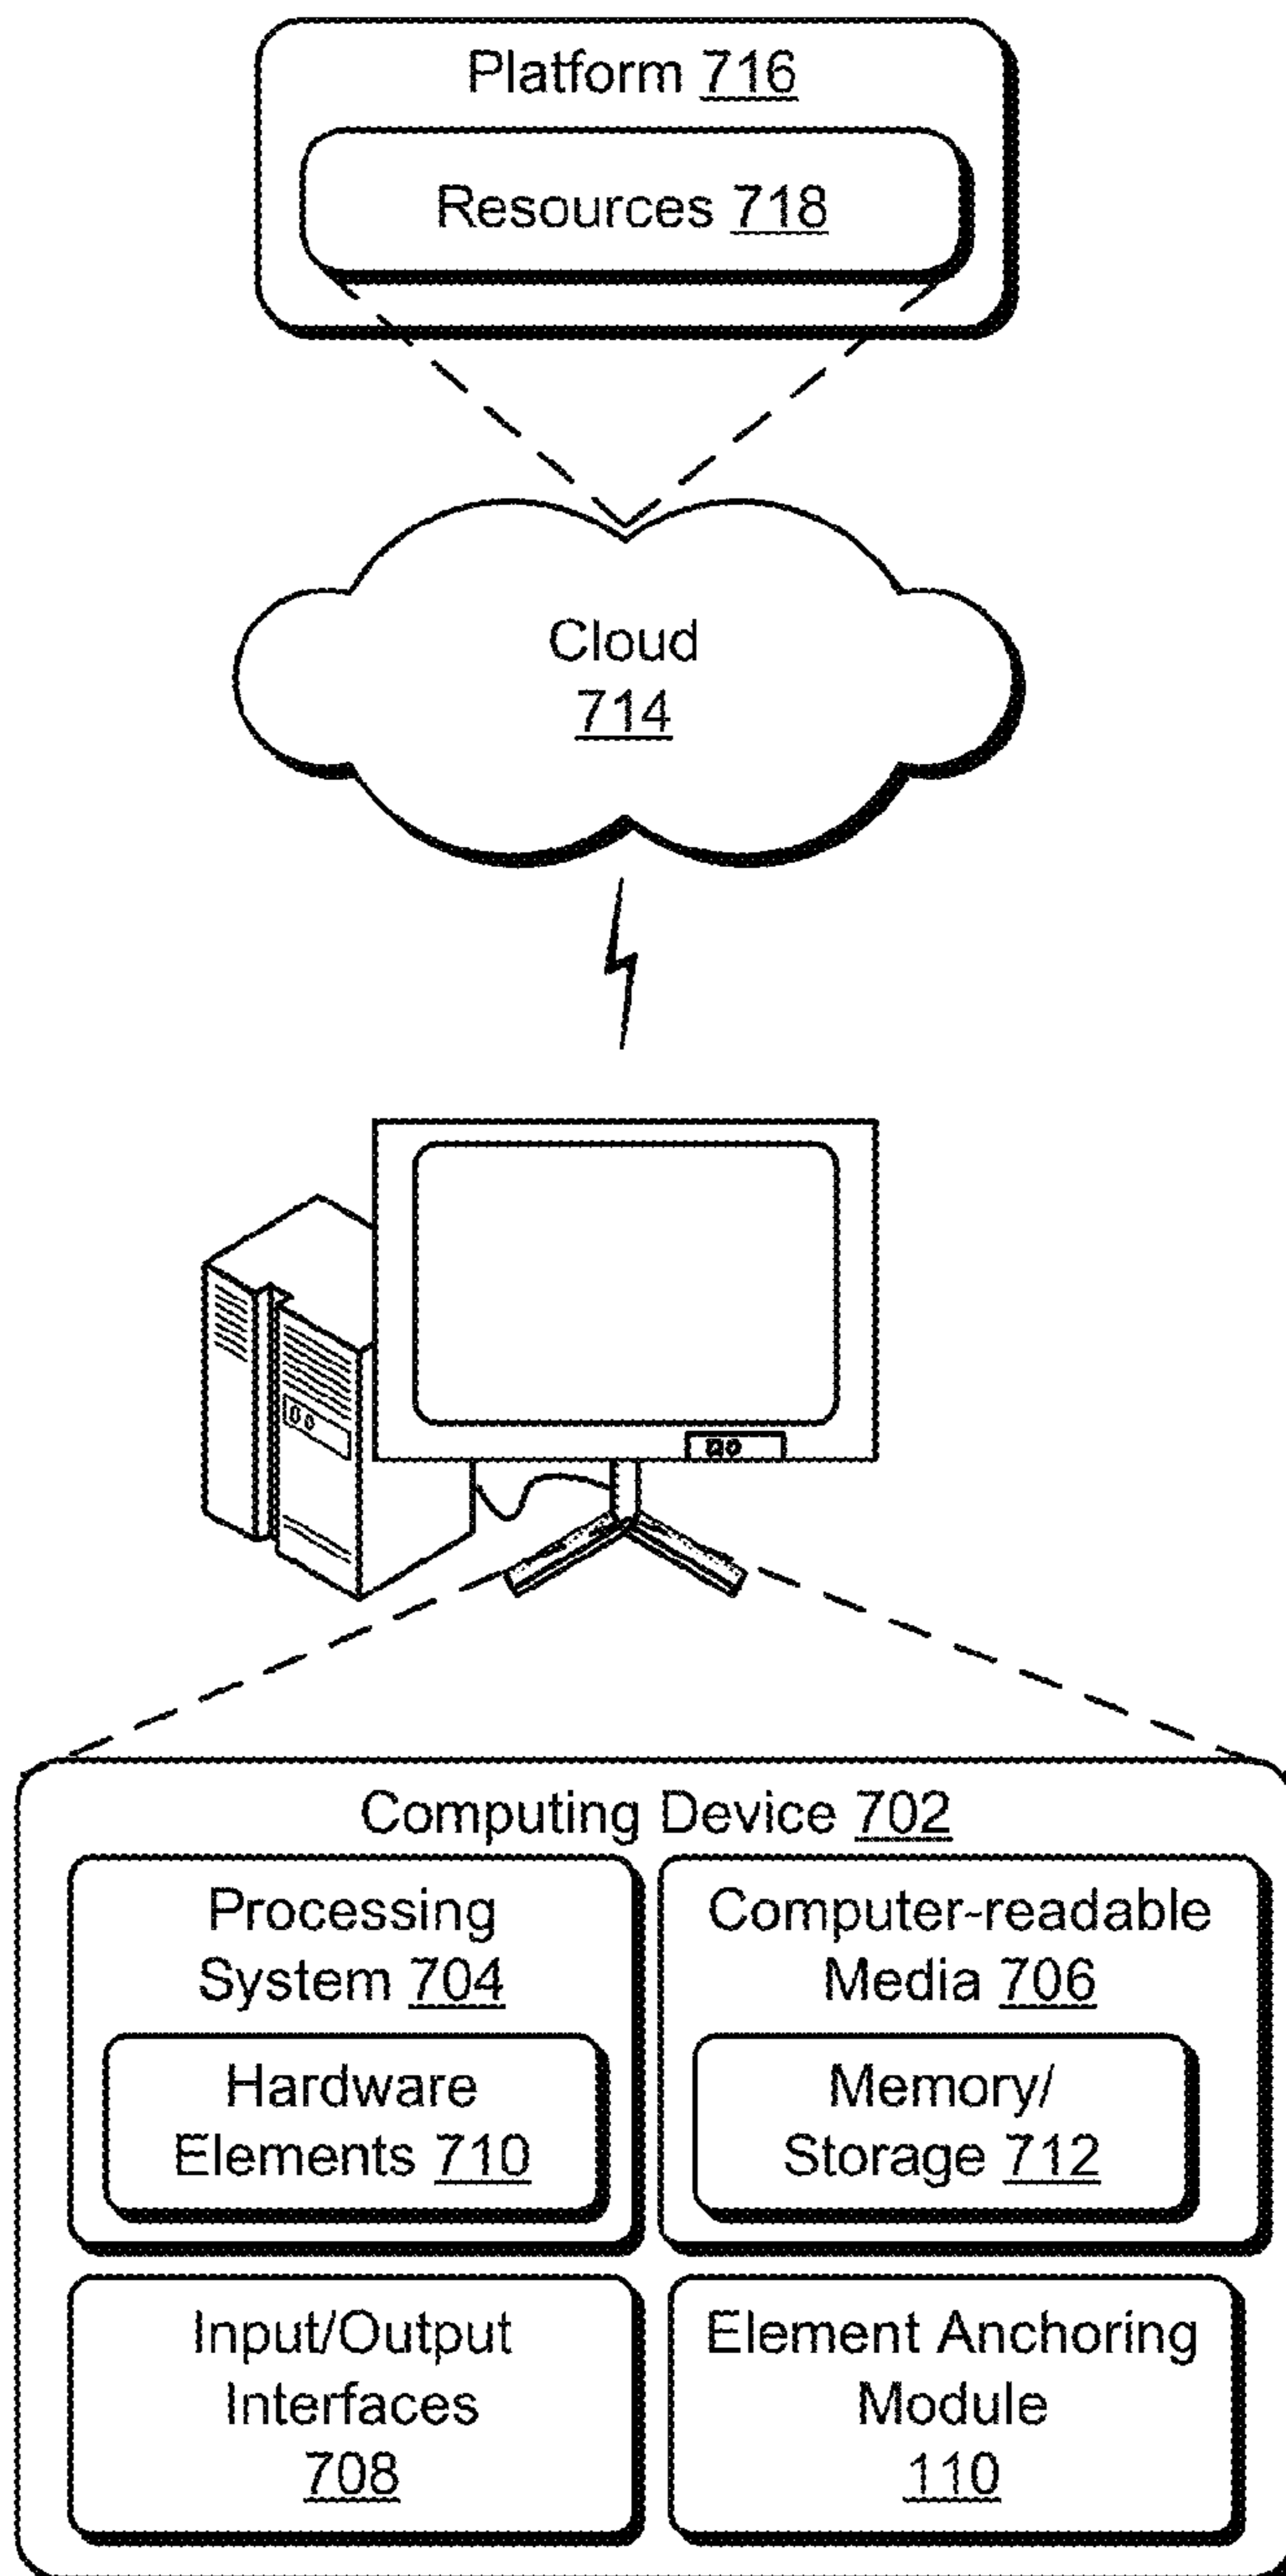 Platform 716
Resources 718
Cloud
714
Computing Device 702
Processing
System 704
Hardware
Elements 710
Computer-readable
Media 706
Memory/
Storage 712
Input/Output
Interfaces
708
Element Anchoring
Module
110